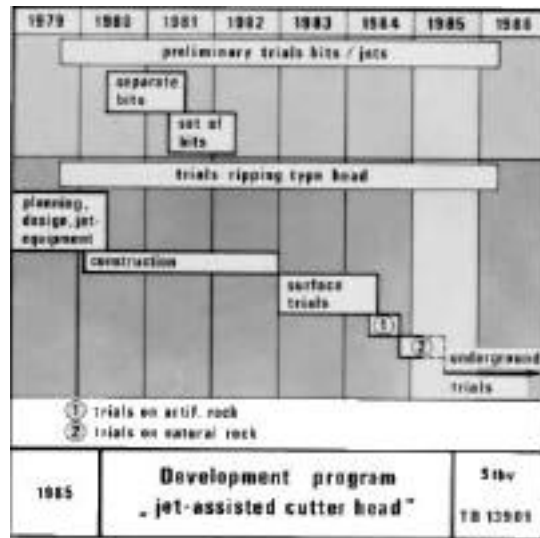 1979 1980 1981 1982 1983 1984 1985 1986
preliminary trials bits / jets
separate
bits
set of
bits
trials ripping type head
planning,
design, jet-
equipment
construction
surface
trials
1
2
underground
trials
1 trials on artif. rock
2 trials on natural rock
1985
Development program
„ jet-assisted cutter head"
Stbv
TB 13901